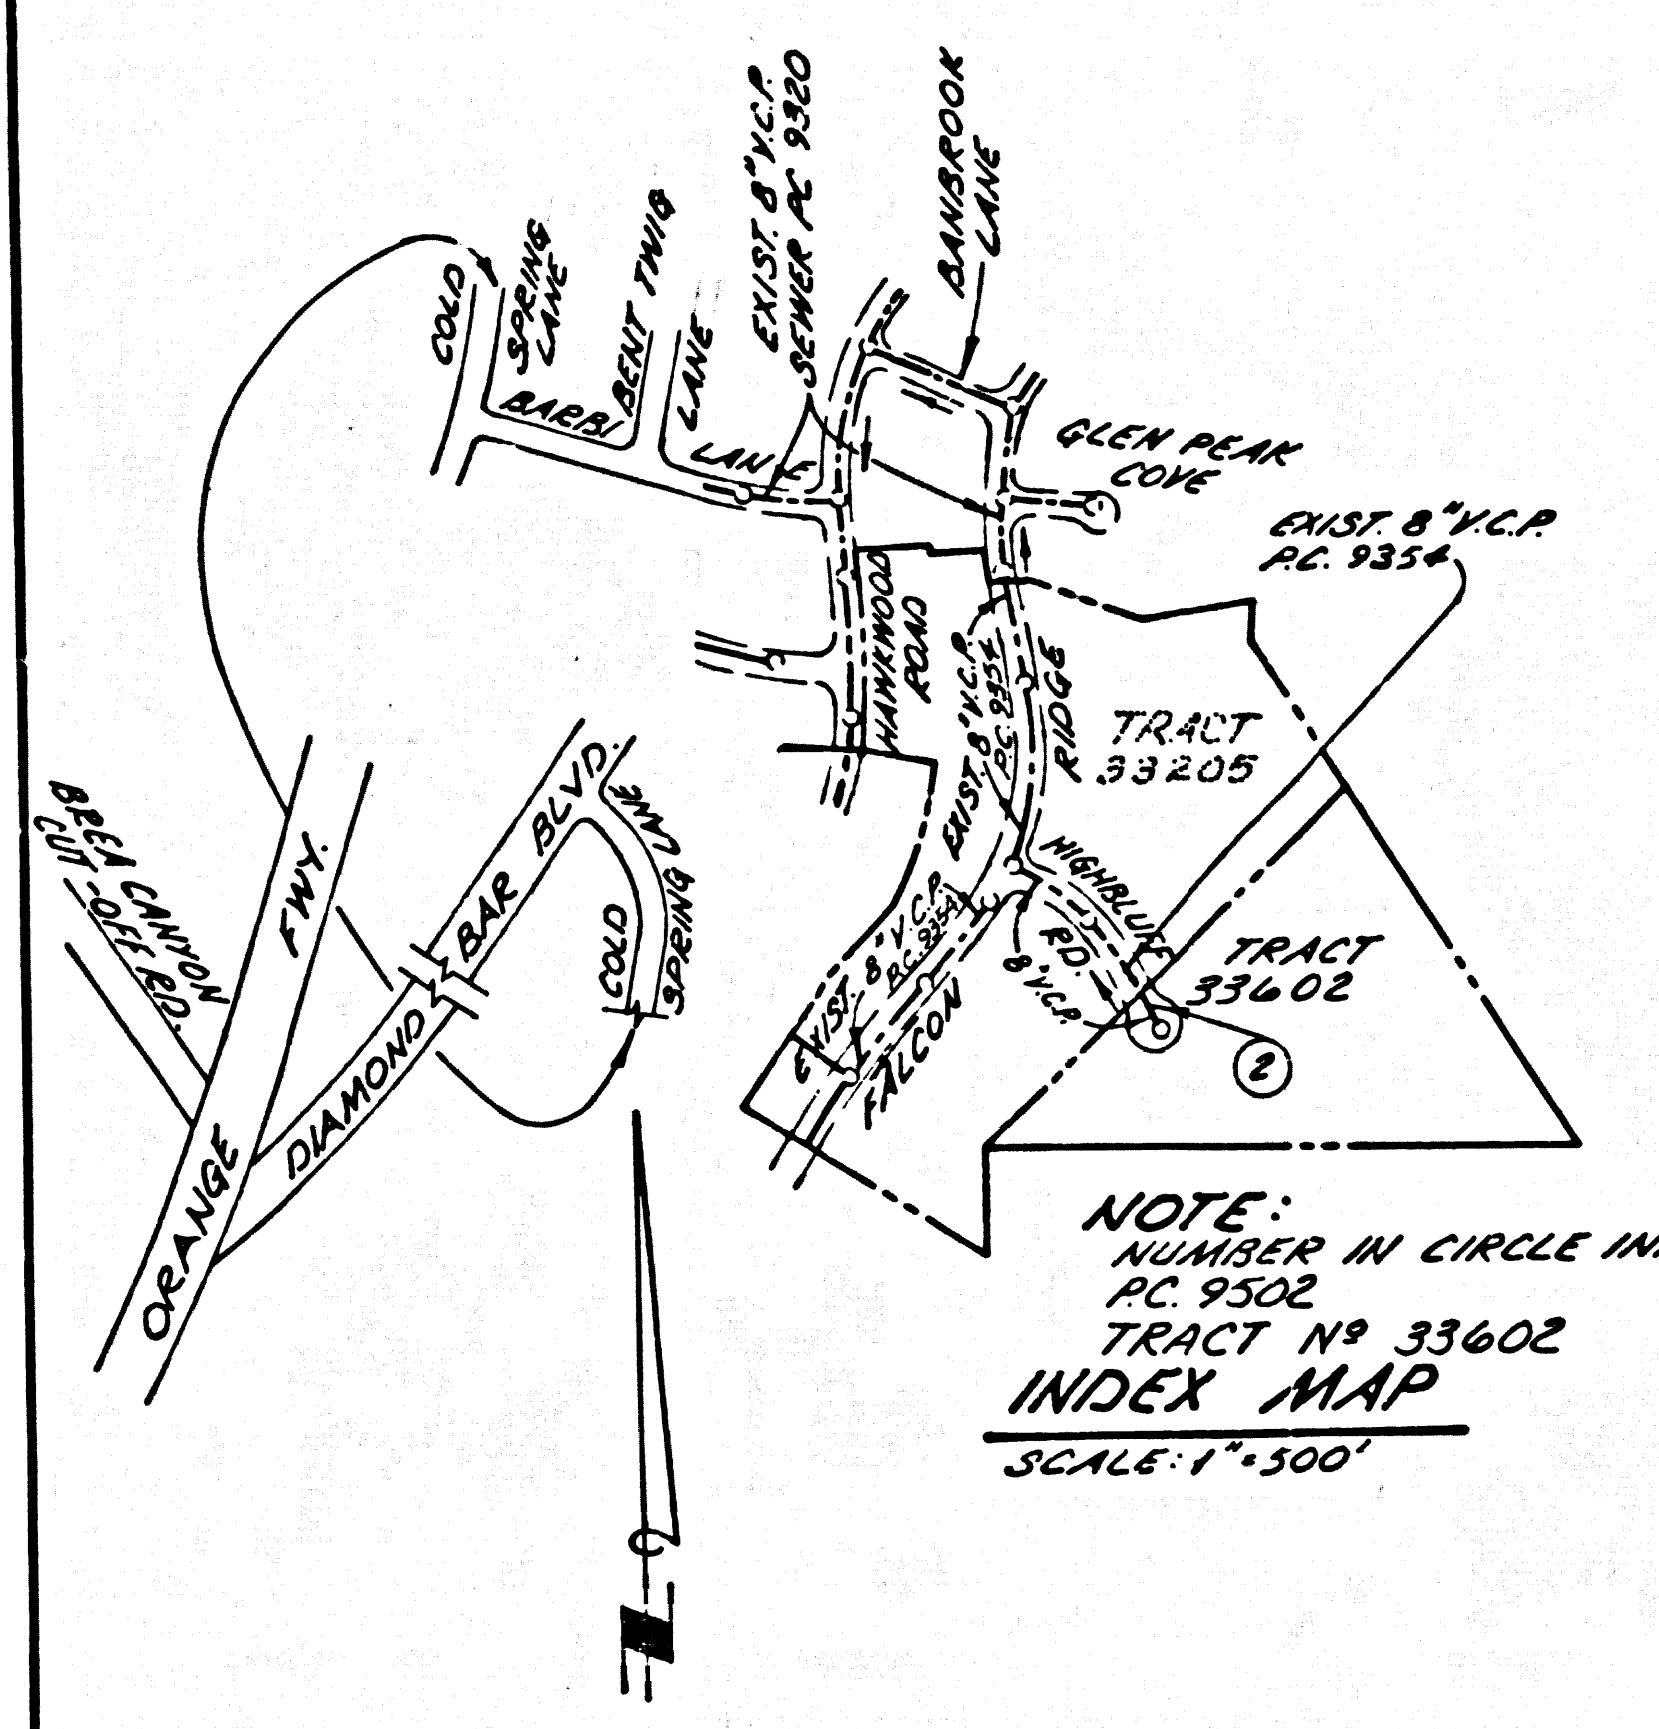 EXIST. 8" V.C.P.
SEWER PC 9320
BANBROOK
LANE
COLD
SPRING
LANE
BENT TWIG
LANE
BARBI
LANE
GLEN PEAK
COVE
EXIST. 8" V.C.P.
P.C. 9354
HAWKWOOD
ROAD
EXIST. 8" V.C.P.
P.C. 9354
RIDGE
TRACT
33205
BREA CANYON
CUT-OFF RD.
FWY.
ORANGE
DIAMOND
BAR BLVD.
LANE
SPRING
COLD
EXIST. 8" V.C.P.
P.C. 9354
FALCON
HIGHBLUFF
RD.
8" V.C.P.
TRACT
33602
2
NOTE:
NUMBER IN CIRCLE
P.C. 9502
TRACT Nº 33602
INDEX MAP
SCALE: 1"=500'